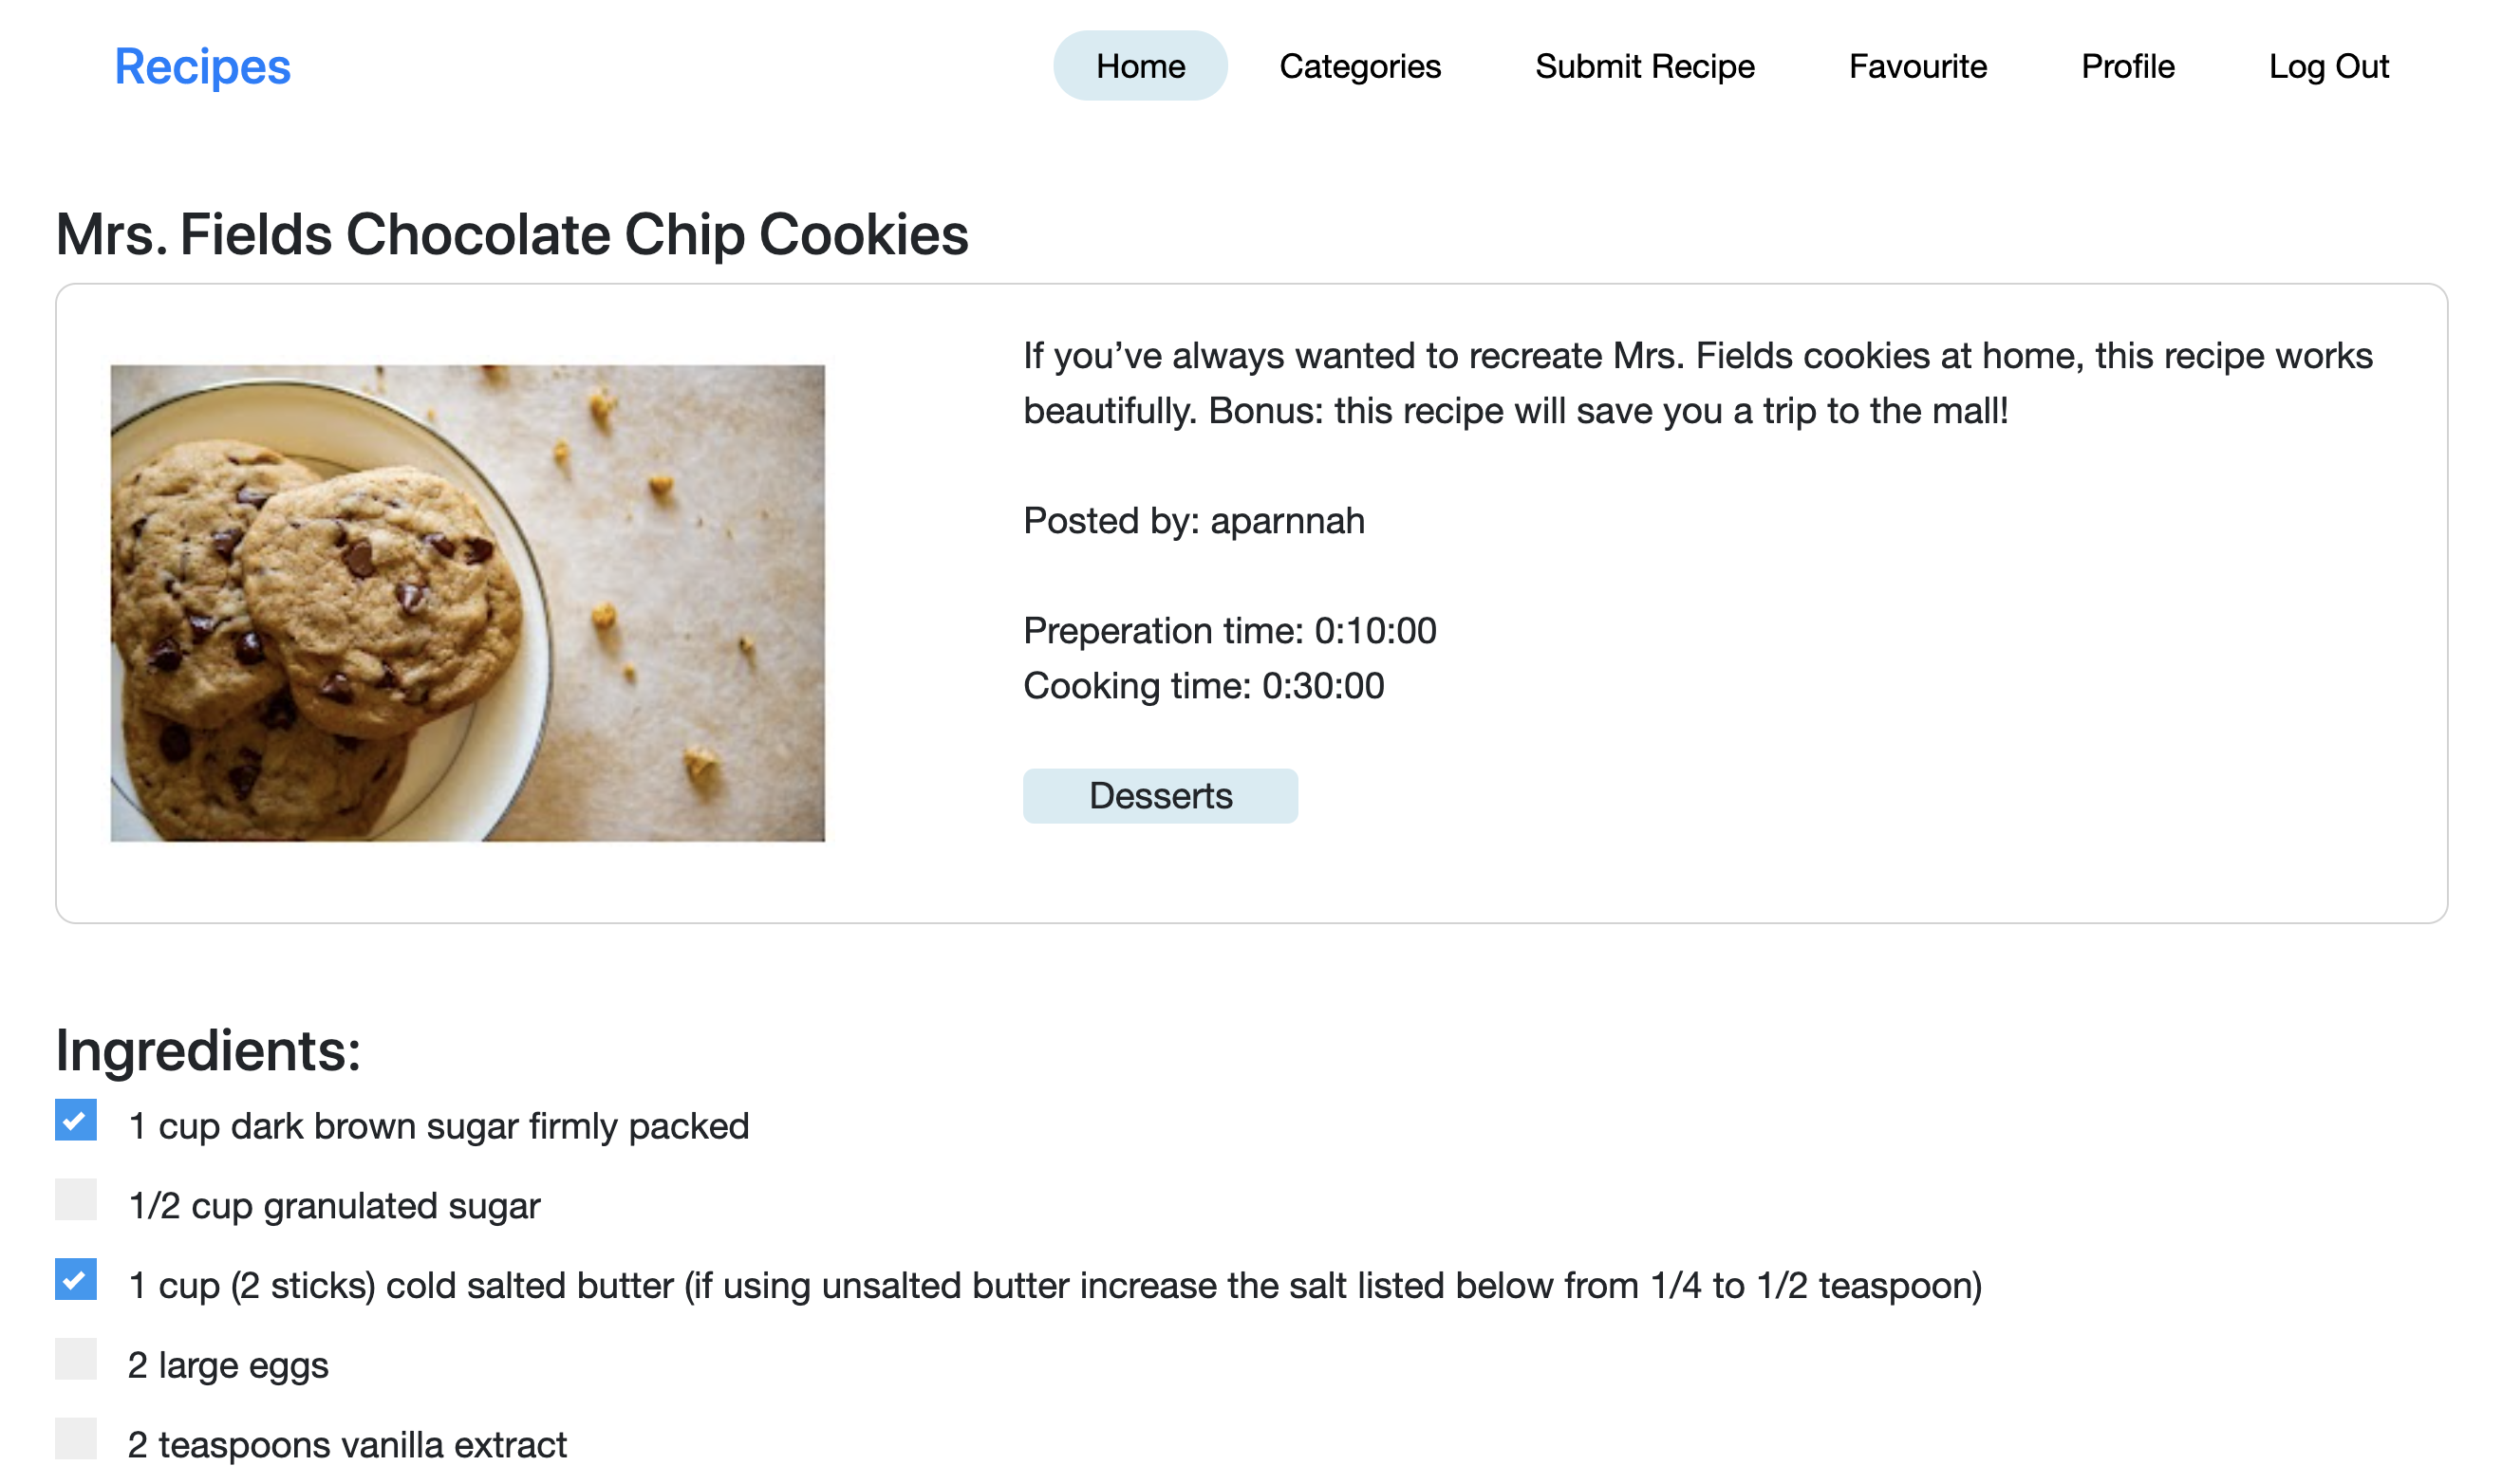 Recipes
Home
Categories
Submit Recipe
Favourite
Profile
Log Out
Mrs. Fields Chocolate Chip Cookies
If you’ve always wanted to recreate Mrs. Fields cookies at home, this recipe works
beautifully. Bonus: this recipe will save you a trip to the mall!
Posted by: aparnnah
Preperation time: 0:10:00
Cooking time: 0:30:00
Desserts
Ingredients:
1 cup dark brown sugar firmly packed
1/2 cup granulated sugar
1 cup (2 sticks) cold salted butter (if using unsalted butter increase the salt listed below from 1/4 to 1/2 teaspoon)
2 large eggs
2 teaspoons vanilla extract